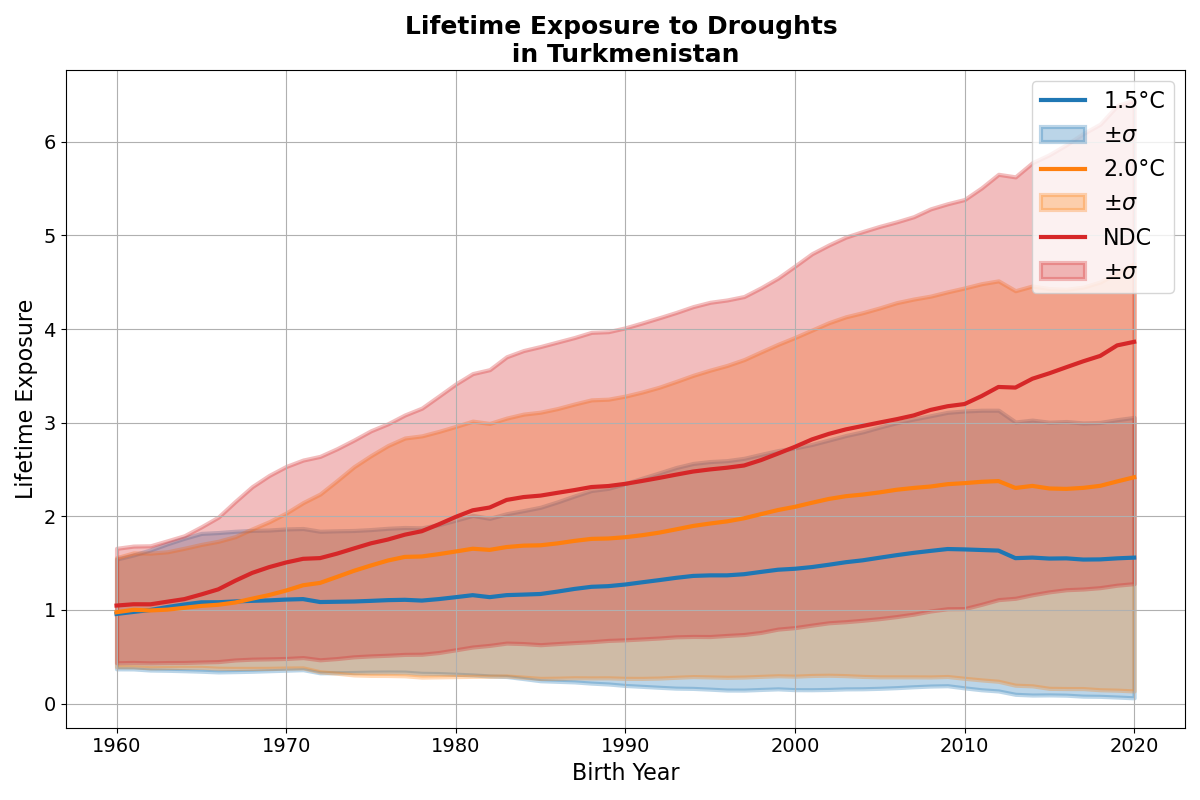 Lifetime Exposure to Droughts
in Turkmenistan
1.5°C
±σ
2.0°C
±σ
NDC
±σ
Lifetime Exposure
6
5
4
3
2
1
0
1960 1970 1980 1990 2000 2010 2020
Birth Year